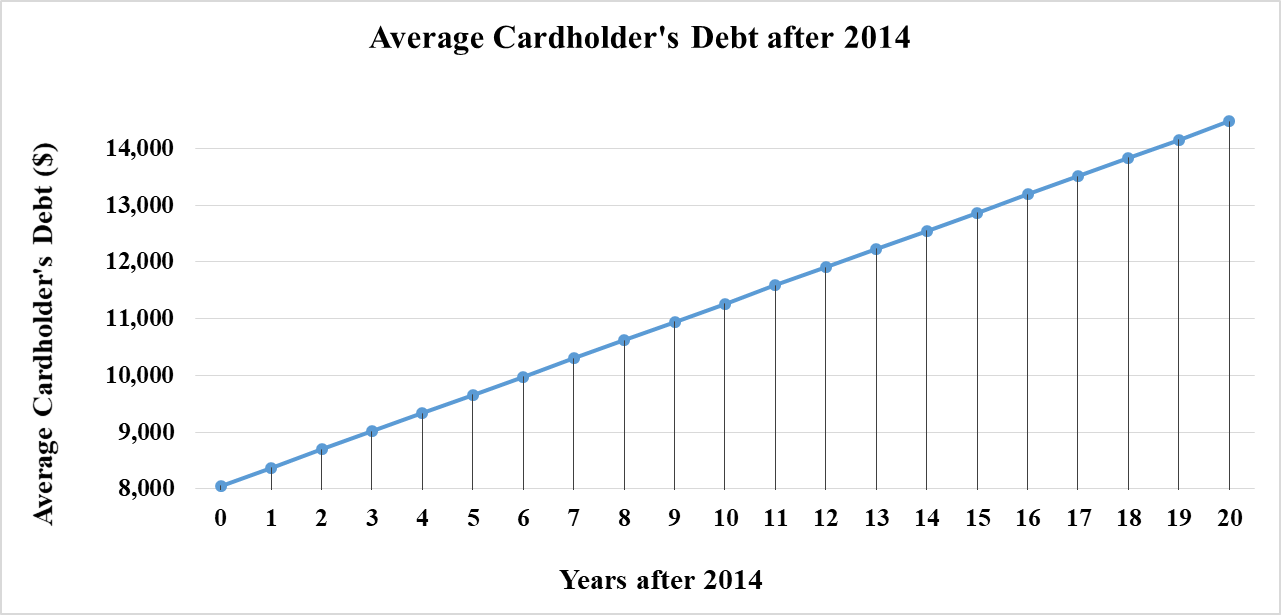 Average Cardholder's Debt after 2014
Average Cardholder's Debt ($)
14,000
13,000
12,000
11,000
10,000
9,000
8,000
0 1 2 3 4 5 6 7 8 9 10 11 12 13 14 15 16 17 18 19 20
Years after 2014